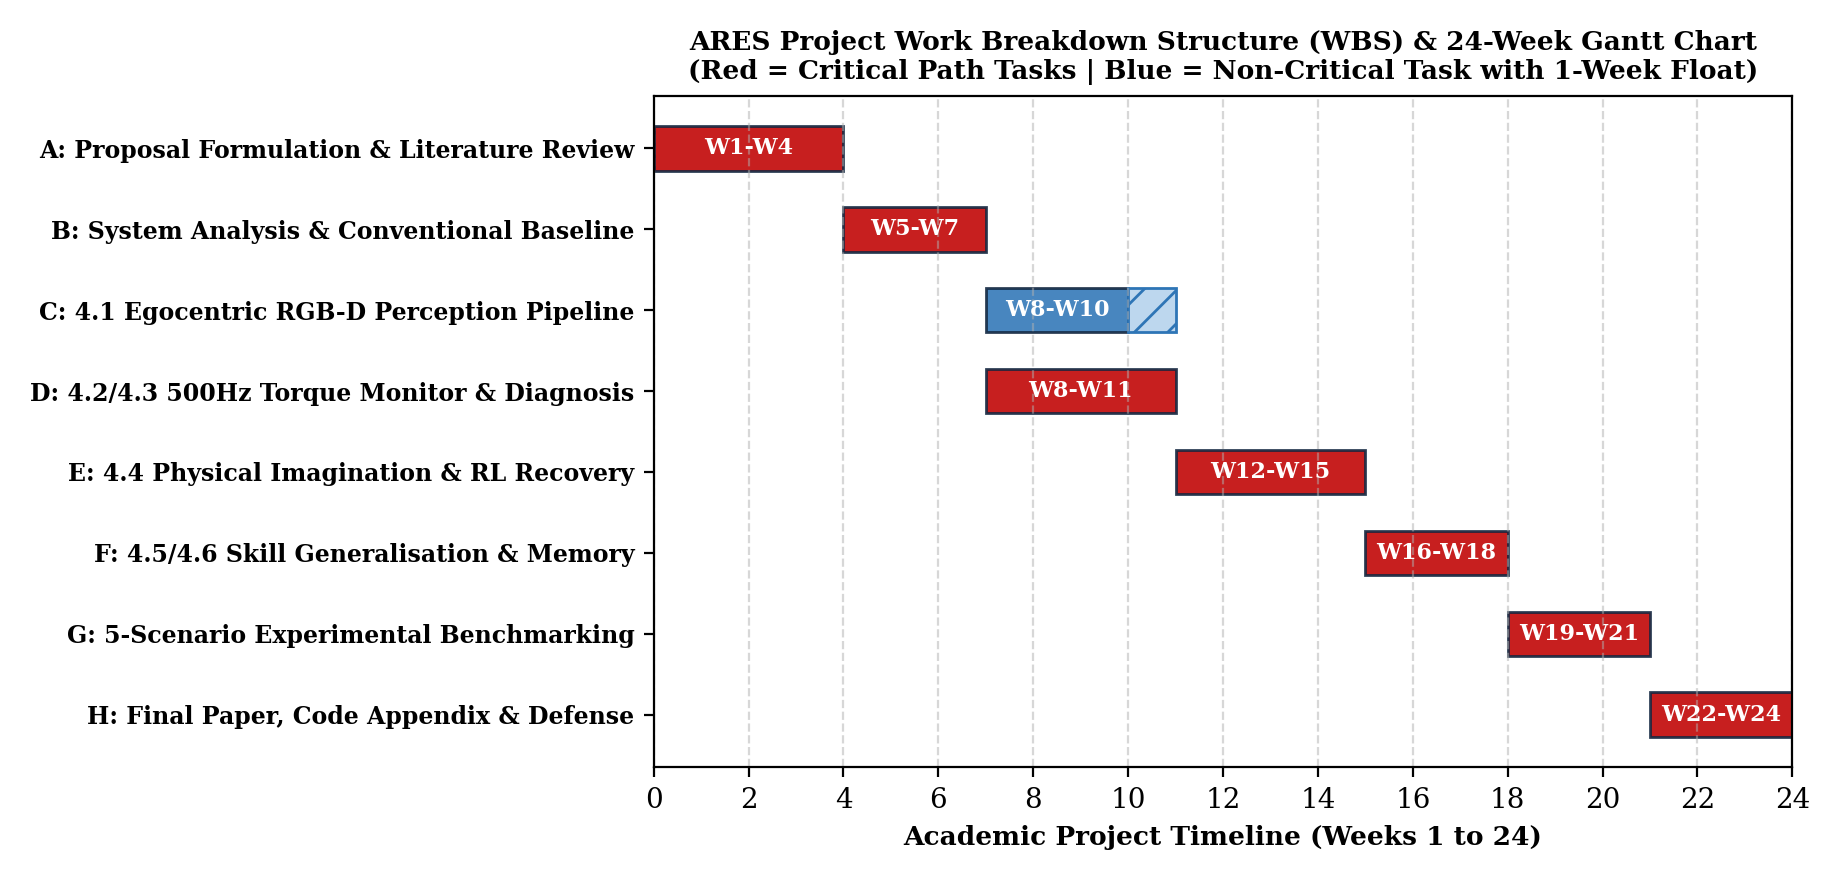 ARES Project Work Breakdown Structure (WBS) & 24-Week Gantt Chart
(Red = Critical Path Tasks | Blue = Non-Critical Task with 1-Week Float)
A: Proposal Formulation & Literature Review
W1-W4
B: System Analysis & Conventional Baseline
W5-W7
C: 4.1 Egocentric RGB-D Perception Pipeline
W8-W10
D: 4.2/4.3 500Hz Torque Monitor & Diagnosis
W8-W11
E: 4.4 Physical Imagination & RL Recovery
W12-W15
F: 4.5/4.6 Skill Generalisation & Memory
W16-W18
G: 5-Scenario Experimental Benchmarking
W19-W21
H: Final Paper, Code Appendix & Defense
W22-W24
0 2 4 6 8 10 12 14 16 18 20 22 24
Academic Project Timeline (Weeks 1 to 24)